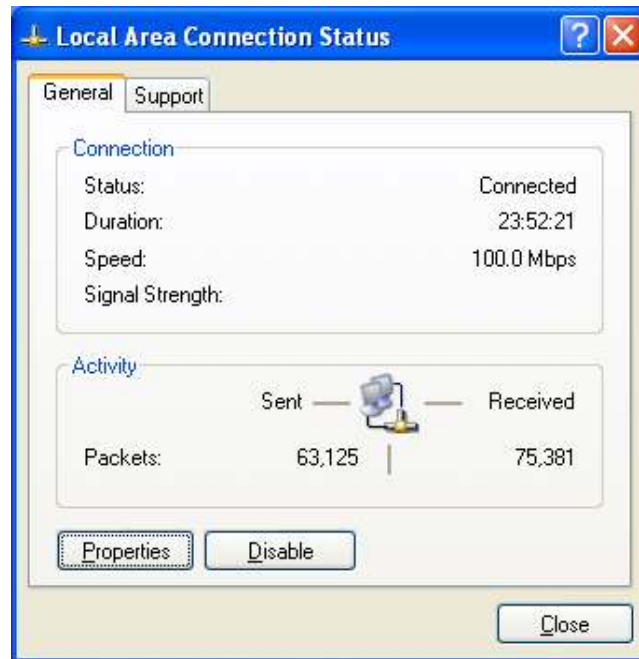 Local Area Connection Status
General Support
Connection
Status: Connected
Duration: 23:52:21
Speed: 100.0 Mbps
Signal Strength:
Activity
Sent Received
Packets: 63,125 75,381
Properties Disable
Close